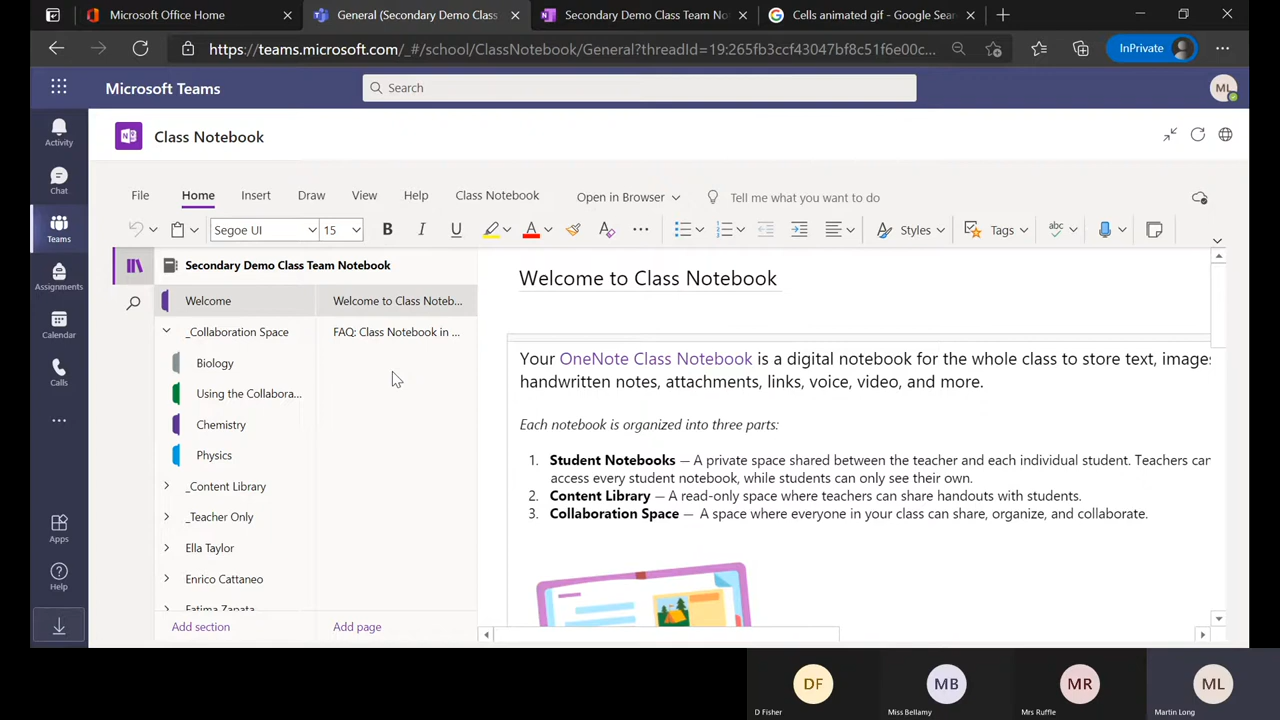 Microsoft Office Home
General (Secondary Demo Class
Secondary Demo Class Team No
Cells animated gif - Google Sear
https://teams.microsoft.com/_#/school/ClassNotebook/General?threadId=19:265fb3ccf43047bf8c51f6e00c...
InPrivate
Microsoft Teams
Search
ML
Activity
Chat
Teams
Assignments
Calendar
Calls
Apps
Help
Class Notebook
File Home Insert Draw View Help Class Notebook Open in Browser Tell me what you want to do
Segoe UI 15 B I U A A Styles Tags abc
Secondary Demo Class Team Notebook
Welcome
_Collaboration Space
Biology
Using the Collabora...
Chemistry
Physics
_Content Library
_Teacher Only
Ella Taylor
Enrico Cattaneo
Fatima Zapata
Add section
Welcome to Class Noteb...
FAQ: Class Notebook in ...
Add page
Welcome to Class Notebook
Your OneNote Class Notebook is a digital notebook for the whole class to store text, images
handwritten notes, attachments, links, voice, video, and more.
Each notebook is organized into three parts:
1. Student Notebooks — A private space shared between the teacher and each individual student. Teachers can
access every student notebook, while students can only see their own.
2. Content Library — A read-only space where teachers can share handouts with students.
3. Collaboration Space — A space where everyone in your class can share, organize, and collaborate.
DF
D Fisher
MB
Miss Bellamy
MR
Mrs Ruffle
ML
Martin Long